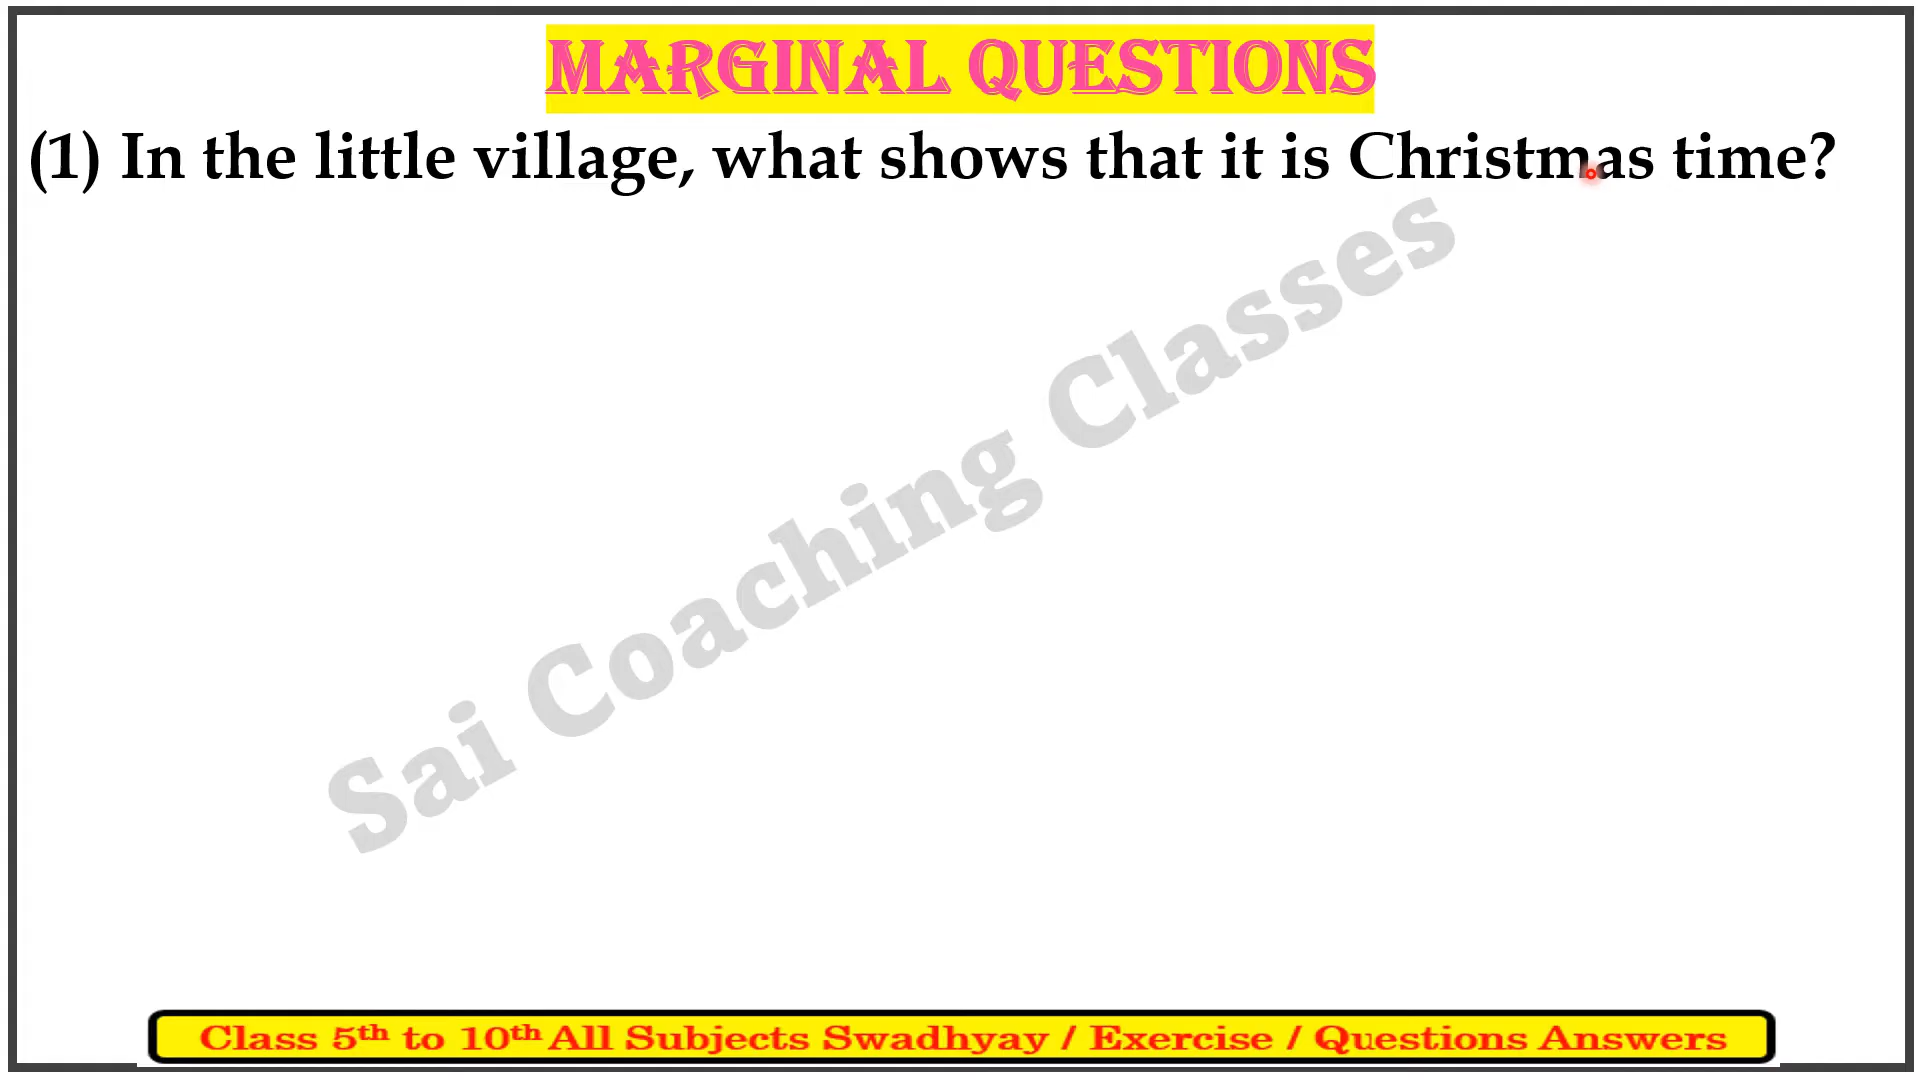 MARGINAL QUESTIONS
(1) In the little village, what shows that it is Christmas time?
Sai Coaching Classes
Class 5th to 10th All Subjects Swadhyay / Exercise / Questions Answers